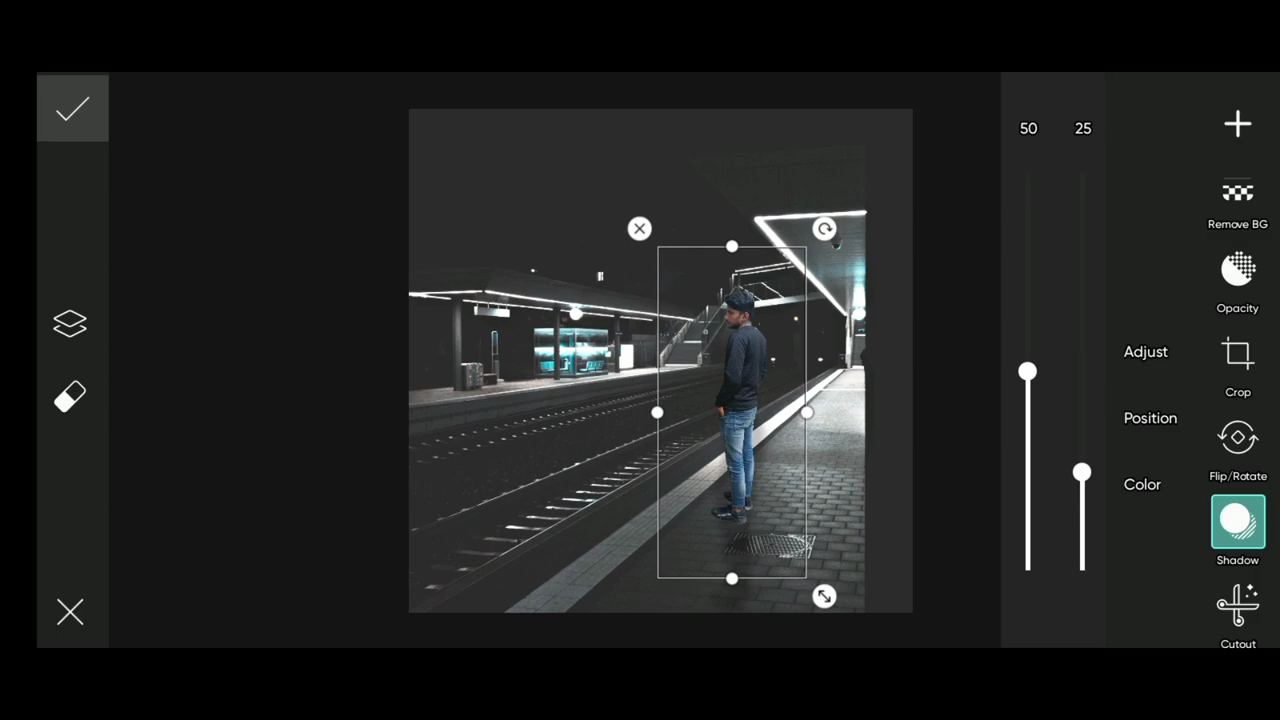 50 25
Remove BG
Opacity
Adjust
Crop
Position
Flip/Rotate
Color
Shadow
Cutout